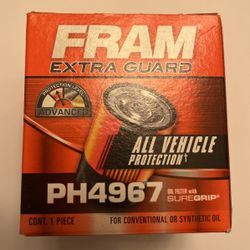 FRAM
EXTRA GUARD
PROTECTION LEVEL
ADVANCED
ALL VEHICLE
PROTECTION†
PH4967
OIL FILTER with
SUREGRIP®
CONT. 1 PIECE
FOR CONVENTIONAL OR SYNTHETIC OIL